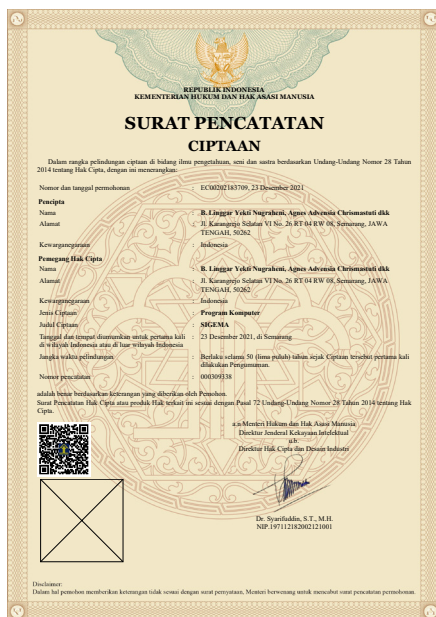 REPUBLIK INDONESIA
KEMENTERIAN HUKUM DAN HAK ASASI MANUSIA
SURAT PENCATATAN
CIPTAAN
Dalam rangka pelindungan ciptaan di bidang ilmu pengetahuan, seni dan sastra berdasarkan Undang-Undang Nomor 28 Tahun
2014 tentang Hak Cipta, dengan ini menerangkan:
Nomor dan tanggal permohonan : EC00202183709, 23 Desember 2021
Pencipta
Nama : B. Linggar Yekti Nugraheni, Agnes Advensia Chrismastuti dkk
Alamat : Jl. Karangrejo Selatan VI No. 26 RT 04 RW 08, Semarang, JAWA
TENGAH, 50262
Kewarganegaraan : Indonesia
Pemegang Hak Cipta
Nama : B. Linggar Yekti Nugraheni, Agnes Advensia Chrismastuti dkk
Alamat : Jl. Karangrejo Selatan VI No. 26 RT 04 RW 08, Semarang, JAWA
TENGAH, 50262
Kewarganegaraan : Indonesia
Jenis Ciptaan : Program Komputer
Judul Ciptaan : SIGEMA
Tanggal dan tempat diumumkan untuk pertama kali : 23 Desember 2021, di Semarang
di wilayah Indonesia atau di luar wilayah Indonesia
Jangka waktu pelindungan : Berlaku selama 50 (lima puluh) tahun sejak Ciptaan tersebut pertama kali
dilakukan Pengumuman.
Nomor pencatatan : 000309338
adalah benar berdasarkan keterangan yang diberikan oleh Pemohon.
Surat Pencatatan Hak Cipta atau produk Hak terkait ini sesuai dengan Pasal 72 Undang-Undang Nomor 28 Tahun 2014 tentang Hak
Cipta.
a.n Menteri Hukum dan Hak Asasi Manusia
Direktur Jenderal Kekayaan Intelektual
u.b.
Direktur Hak Cipta dan Desain Industri
Dr. Syarifuddin, S.T., M.H.
NIP.197112182002121001
Disclaimer:
Dalam hal pemohon memberikan keterangan tidak sesuai dengan surat pernyataan, Menteri berwenang untuk mencabut surat pencatatan permohonan.